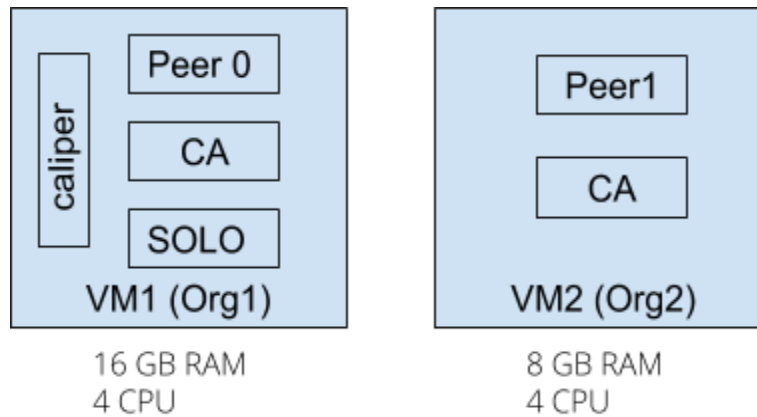 caliper
Peer 0
CA
SOLO
VM1 (Org1)
16 GB RAM
4 CPU
Peer1
CA
VM2 (Org2)
8 GB RAM
4 CPU